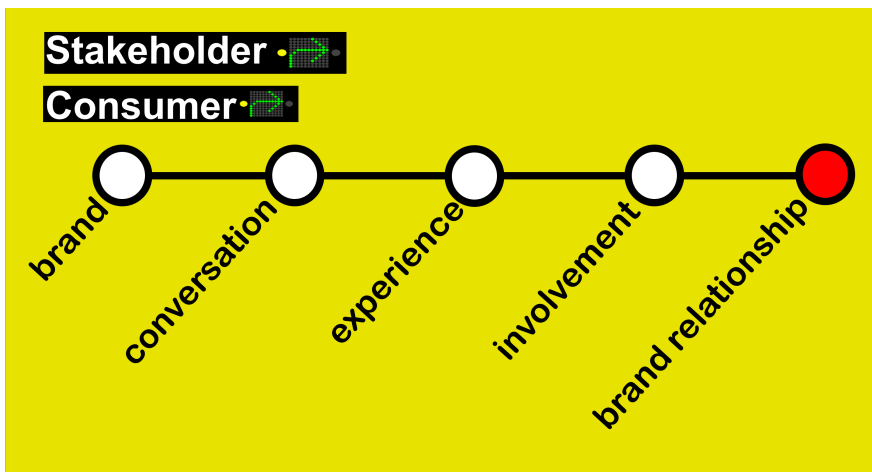 Stakeholder
Consumer
brand
conversation
experience
involvement
brand relationship